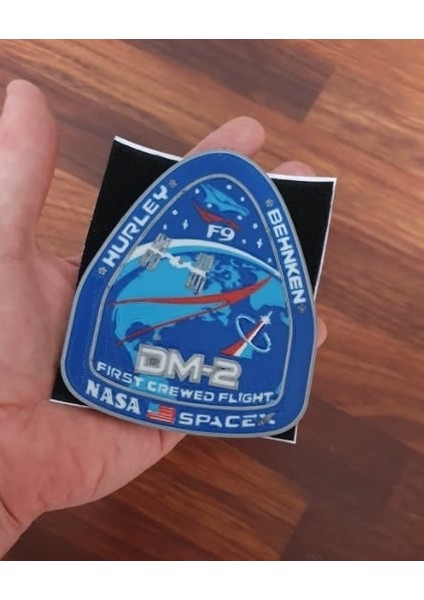 HURLEY
BEHNKEN
F9
DM-2
FIRST CREWED FLIGHT
NASA SPACEX